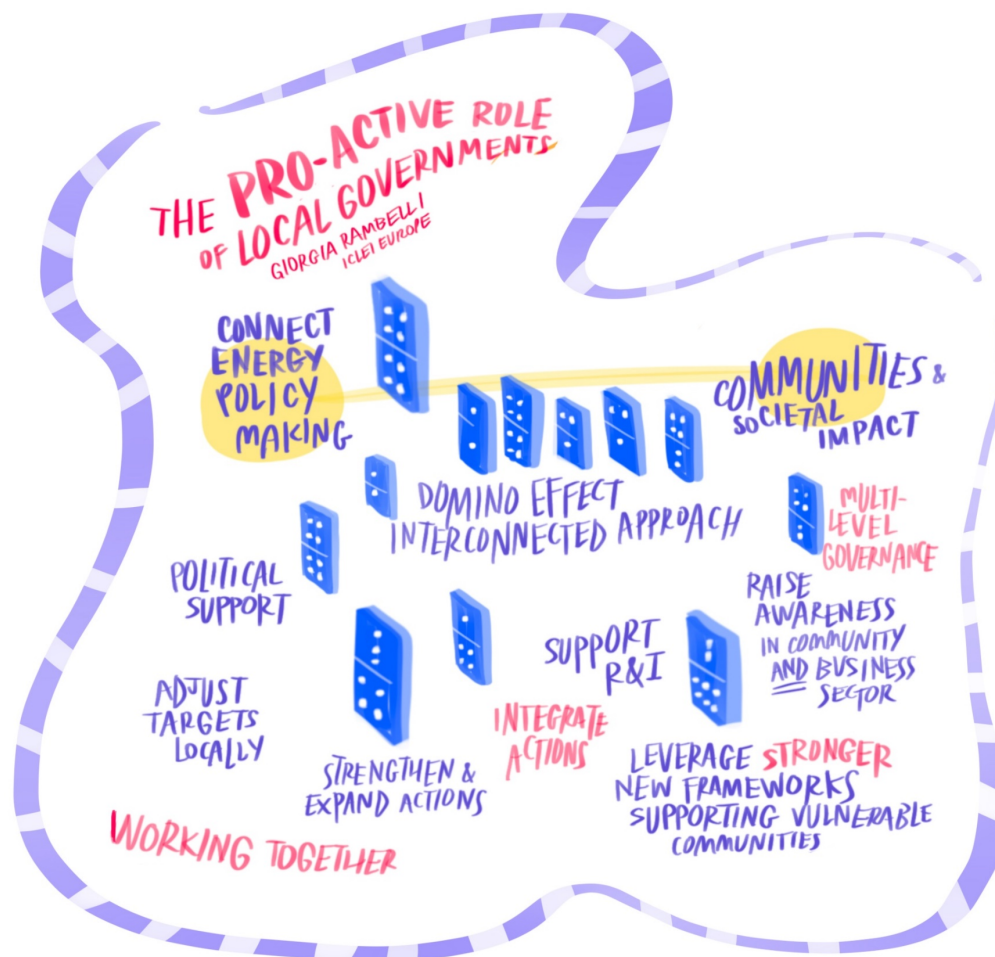 THE PRO-ACTIVE ROLE
OF LOCAL GOVERNMENTS
GIORGIA RAMBELLI
ICLEI EUROPE
CONNECT
ENERGY
POLICY
MAKING
COMMUNITIES &
SOCIETAL
IMPACT
DOMINO EFFECT
INTERCONNECTED APPROACH
MULTI-
LEVEL
GOVERNANCE
POLITICAL
SUPPORT
RAISE
AWARENESS
IN COMMUNITY
AND BUSINESS
SECTOR
SUPPORT
R&I
ADJUST
TARGETS
LOCALLY
INTEGRATE
ACTIONS
STRENGTHEN &
EXPAND ACTIONS
LEVERAGE STRONGER
NEW FRAMEWORKS
SUPPORTING VULNERABLE
COMMUNITIES
WORKING TOGETHER